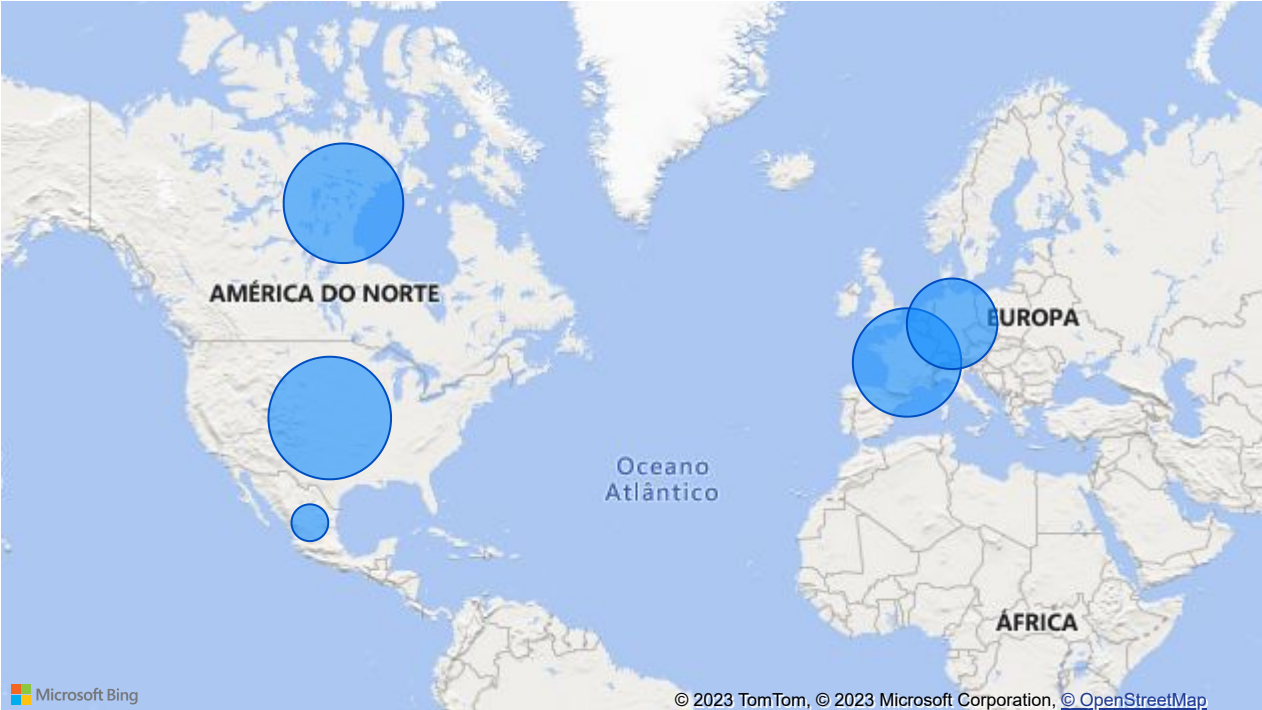 AMÉRICA DO NORTE
EUROPA
Oceano
Atlântico
ÁFRICA
Microsoft Bing
© 2023 TomTom, © 2023 Microsoft Corporation, © OpenStreetMap